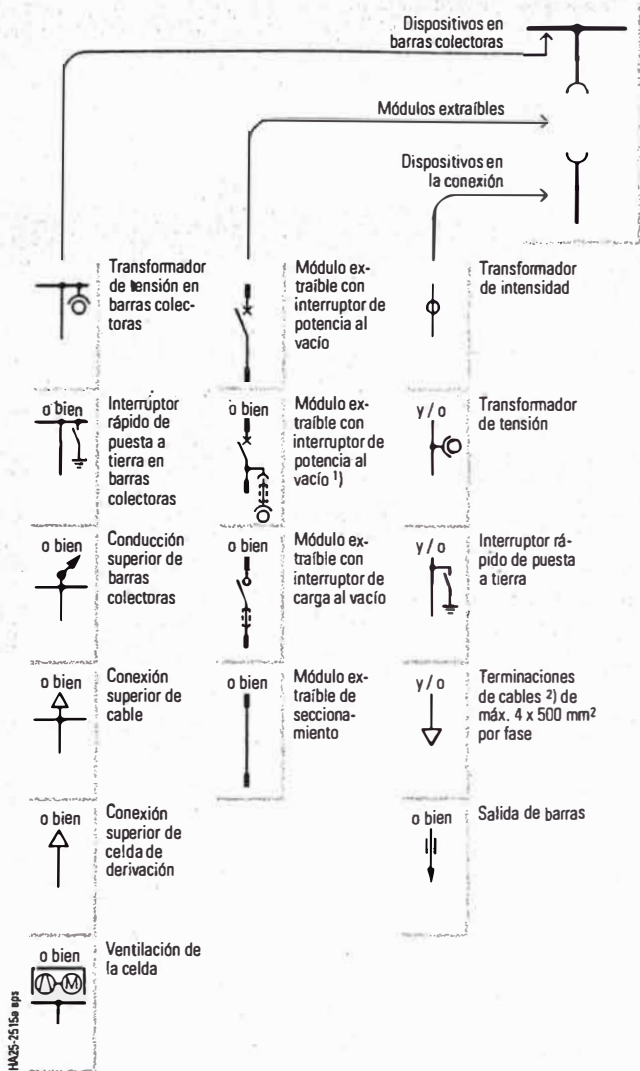 Dispositivos en
barras colectoras
Módulos extraíbles
Dispositivos en
la conexión
Transformador
de tensión en
barras colec-
toras
o bien
Interruptor
rápido de
puesta a
tierra en
barras
colectoras
o bien
Conducción
superior de
barras
colectoras
o bien
Conexión
superior de
cable
o bien
Conexión
superior de
celda de
derivación
o bien
M
Ventilación de
la celda
Módulo ex-
traíble con
interruptor de
potencia al
vacío
o bien
Módulo ex-
traíble con
interruptor de
potencia al
vacío ¹)
o bien
Módulo ex-
traíble con
interruptor de
carga al vacío
o bien
Módulo ex-
traíble de
secciona-
miento
Transformador
de intensidad
y / o
Transformador
de tensión
y / o
Interruptor rá-
pido de puesta
a tierra
y / o
Terminaciones
de cables ²) de
máx. 4 x 500 mm²
por fase
o bien
Salida de barras
HA25-2515a eps